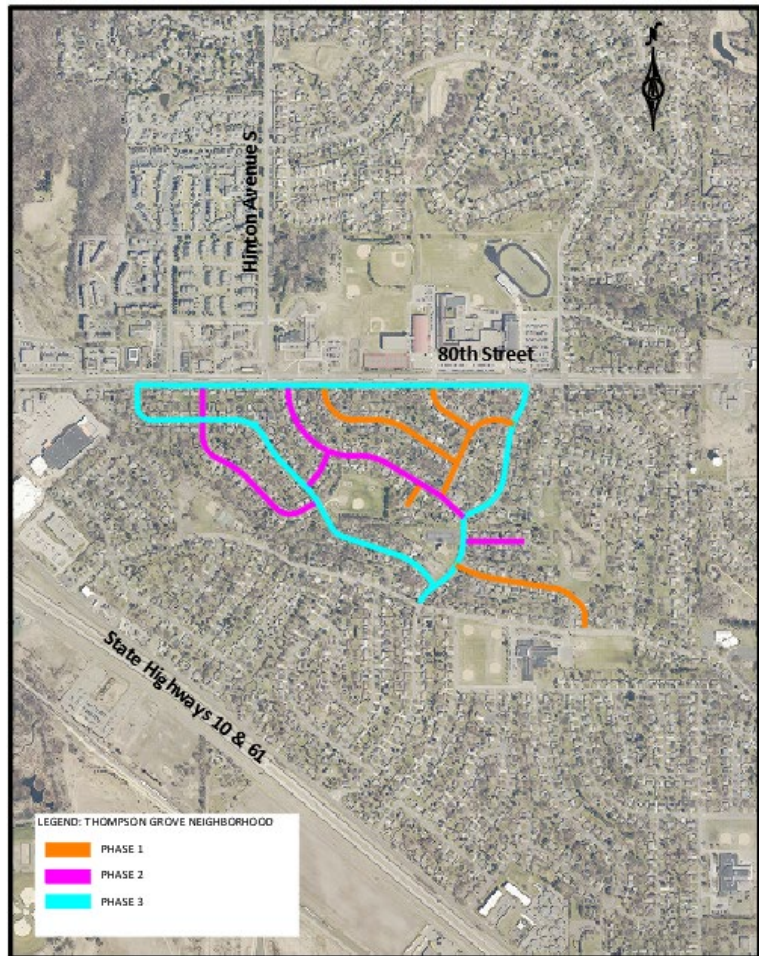 N
Hinton Avenue S
80th Street
State Highways 10 & 61
LEGEND: THOMPSON GROVE NEIGHBORHOOD
PHASE 1
PHASE 2
PHASE 3